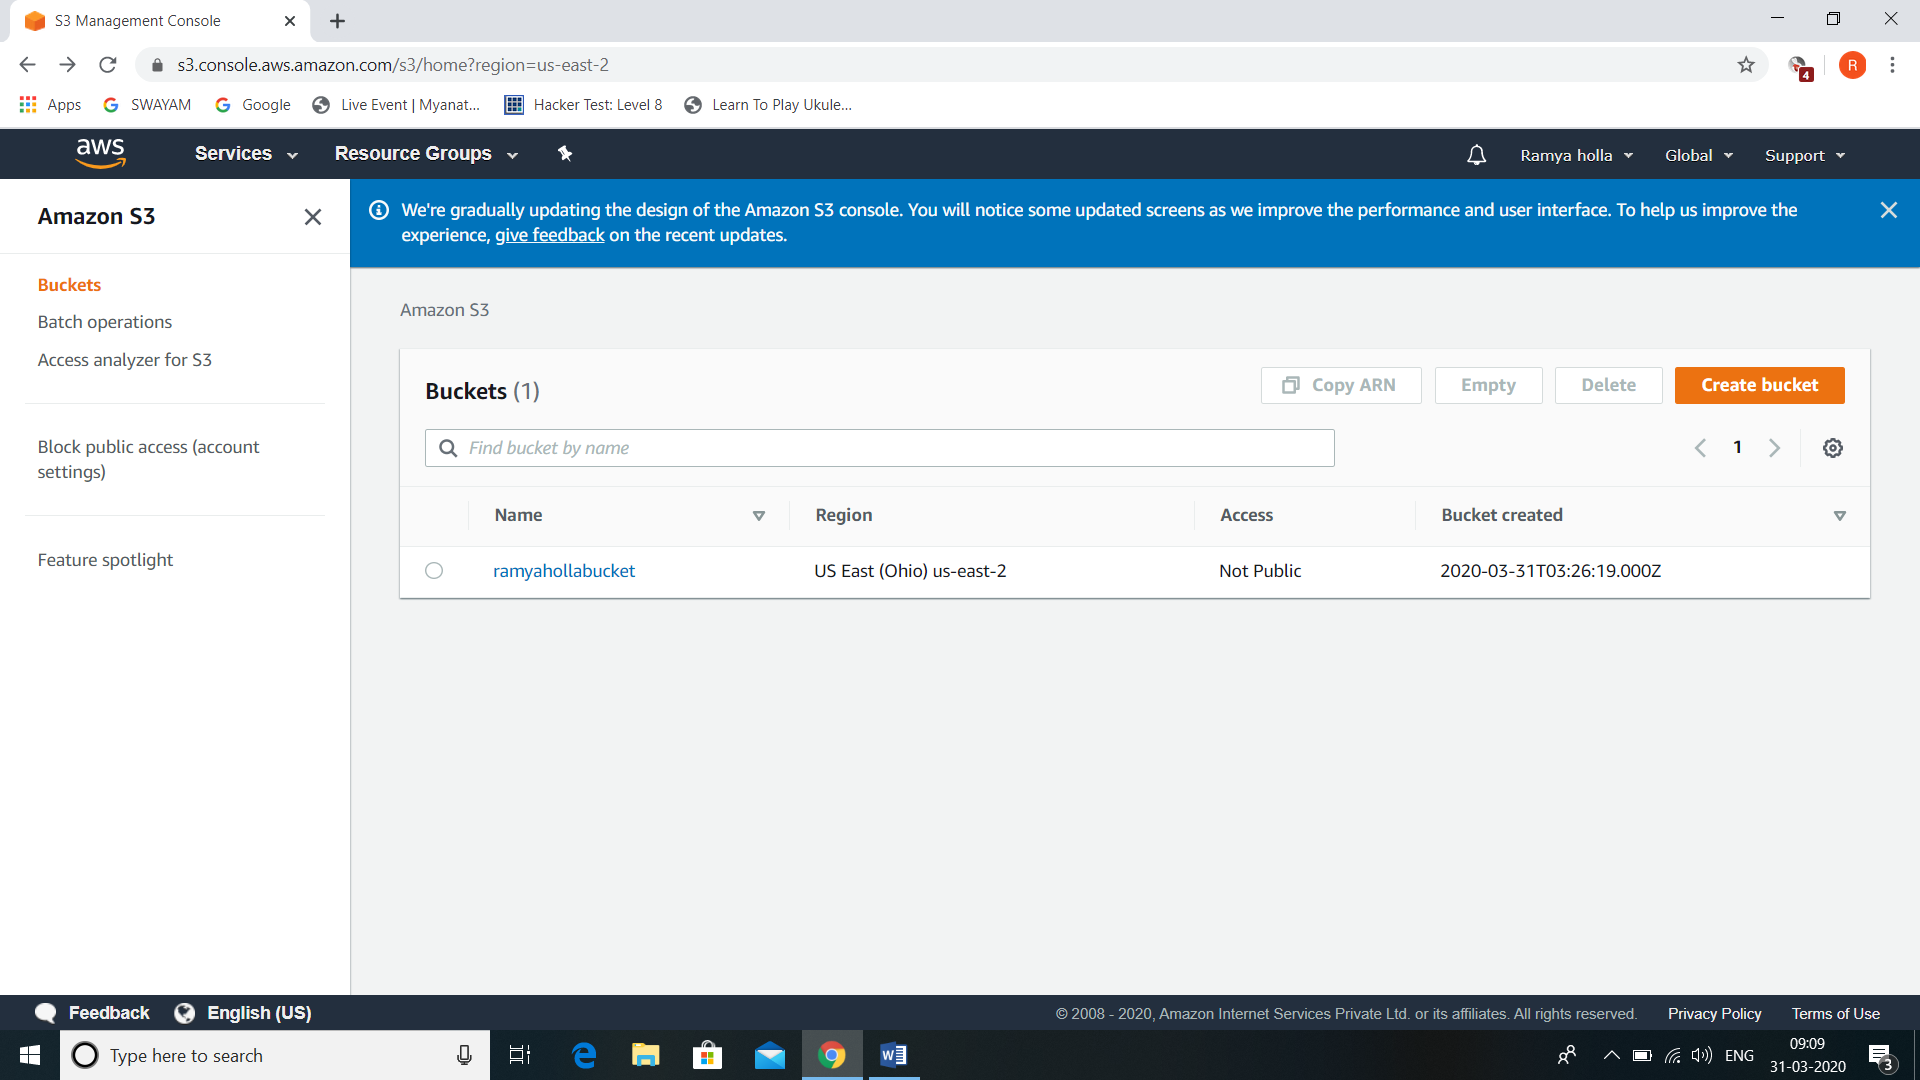 S3 Management Console
s3.console.aws.amazon.com/s3/home?region=us-east-2
4
R
Apps
SWAYAM
Google
Live Event | Myanat...
Hacker Test: Level 8
Learn To Play Ukule...
aws
Services
Resource Groups
Ramya holla
Global
Support
Amazon S3
Buckets
Batch operations
Access analyzer for S3
Block public access (account
settings)
Feature spotlight
We're gradually updating the design of the Amazon S3 console. You will notice some updated screens as we improve the performance and user interface. To help us improve the
experience, give feedback on the recent updates.
Amazon S3
Buckets (1)
Copy ARN
Empty
Delete
Create bucket
Find bucket by name
1
Name
Region
Access
Bucket created
ramyahollabucket
US East (Ohio) us-east-2
Not Public
2020-03-31T03:26:19.000Z
Feedback
English (US)
© 2008 - 2020, Amazon Internet Services Private Ltd. or its affiliates. All rights reserved.
Privacy Policy
Terms of Use
Type here to search
W
ENG
09:09
31-03-2020
3